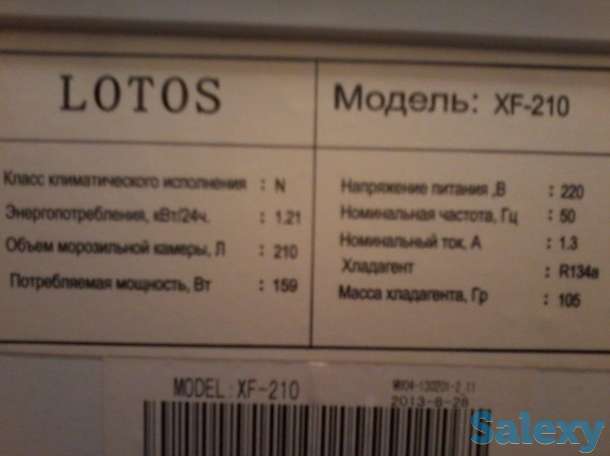 LOTOS
Модель: XF-210
Класс климатического исполнения : N
Энергопотребления, кВт/24ч. : 1.21
Объем морозильной камеры, Л : 210
Потребляемая мощность, Вт : 159
Напряжение питания ,В : 220
Номинальная частота, Гц : 50
Номинальный ток, А : 1.3
Хладагент : R134a
Масса хладагента, Гр : 105
MODEL:XF-210
2013-8-28
Salexy